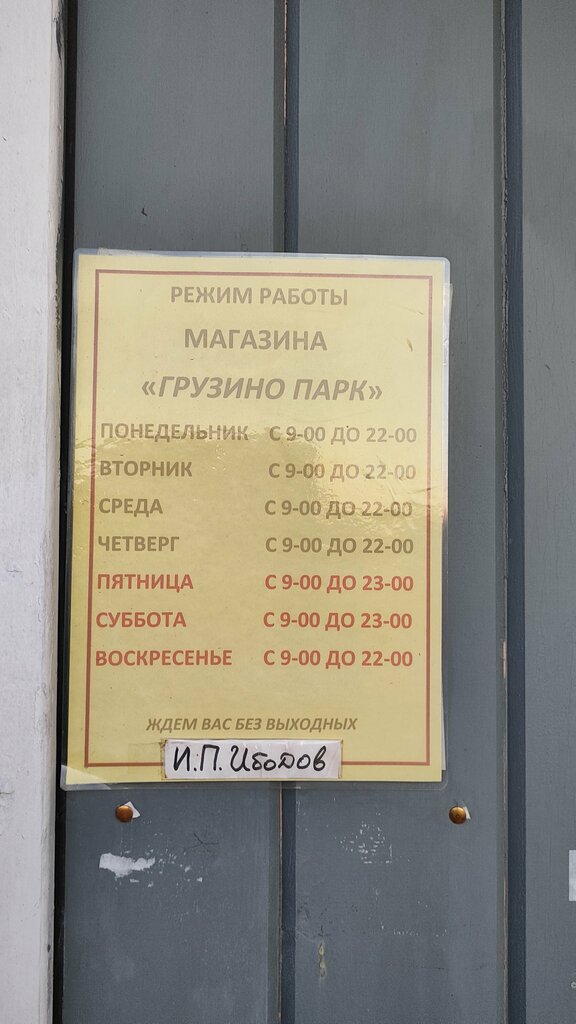 РЕЖИМ РАБОТЫ
МАГАЗИНА
«ГРУЗИНО ПАРК»
ПОНЕДЕЛЬНИК С 9-00 ДО 22-00
ВТОРНИК С 9-00 ДО 22-00
СРЕДА С 9-00 ДО 22-00
ЧЕТВЕРГ С 9-00 ДО 22-00
ПЯТНИЦА С 9-00 ДО 23-00
СУББОТА С 9-00 ДО 23-00
ВОСКРЕСЕНЬЕ С 9-00 ДО 22-00
ЖДЕМ ВАС БЕЗ ВЫХОДНЫХ
И.П. Ибодов